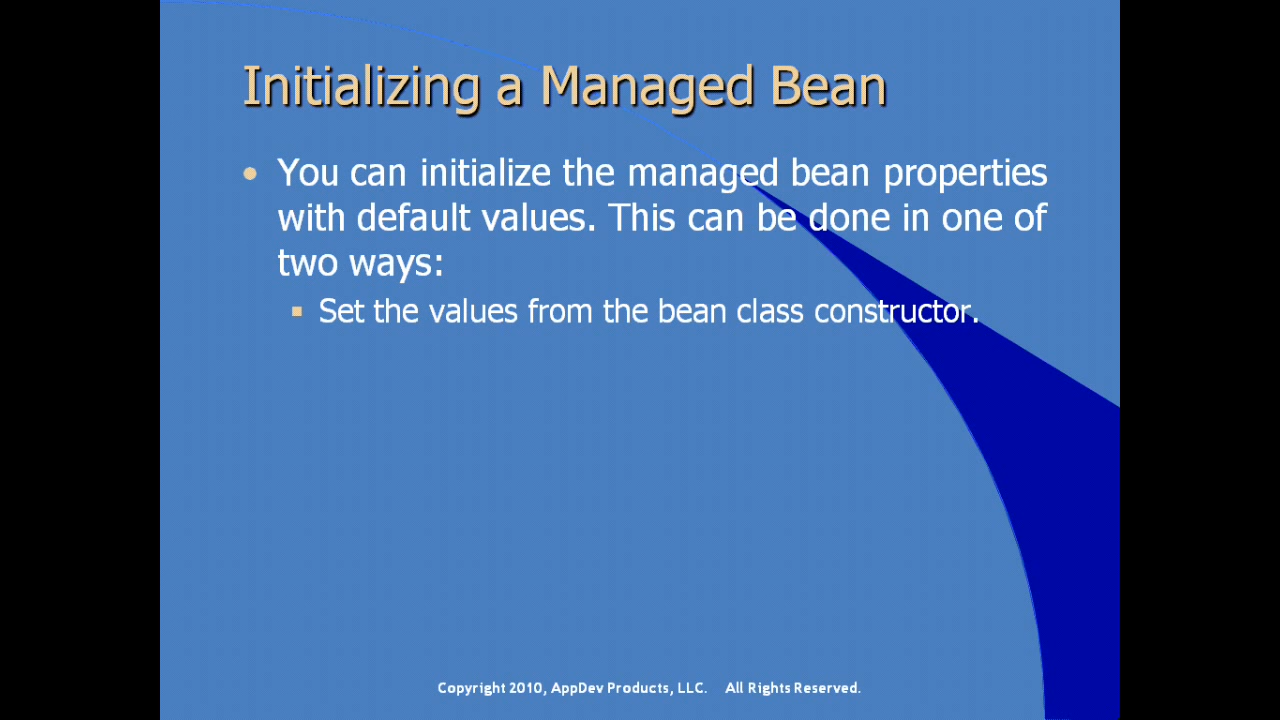 Initializing a Managed Bean
• You can initialize the managed bean properties
with default values. This can be done in one of
two ways:
▪ Set the values from the bean class constructor.
Copyright 2010, AppDev Products, LLC. All Rights Reserved.